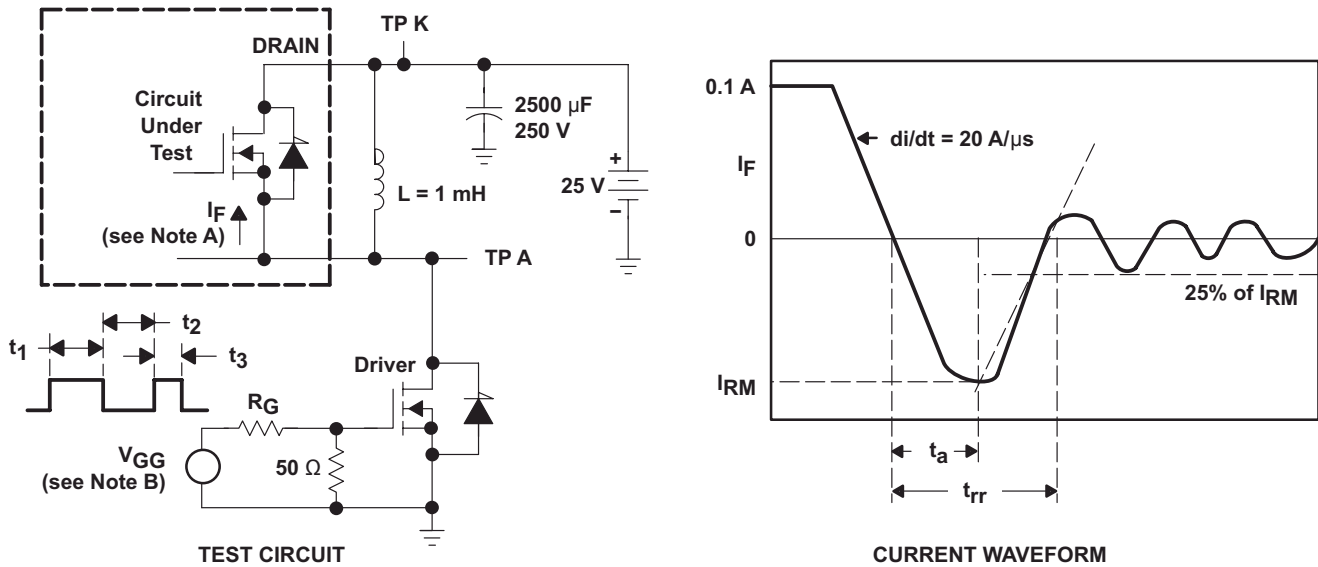 TP K
DRAIN
Circuit
Under
Test
2500 µF
250 V
+
25 V
−
L = 1 mH
IF
(see Note A)
TP A
t2
t1
t3
Driver
RG
VGG
(see Note B)
50 Ω
TEST CIRCUIT
0.1 A
di/dt = 20 A/µs
IF
0
25% of IRM
IRM
ta
trr
CURRENT WAVEFORM